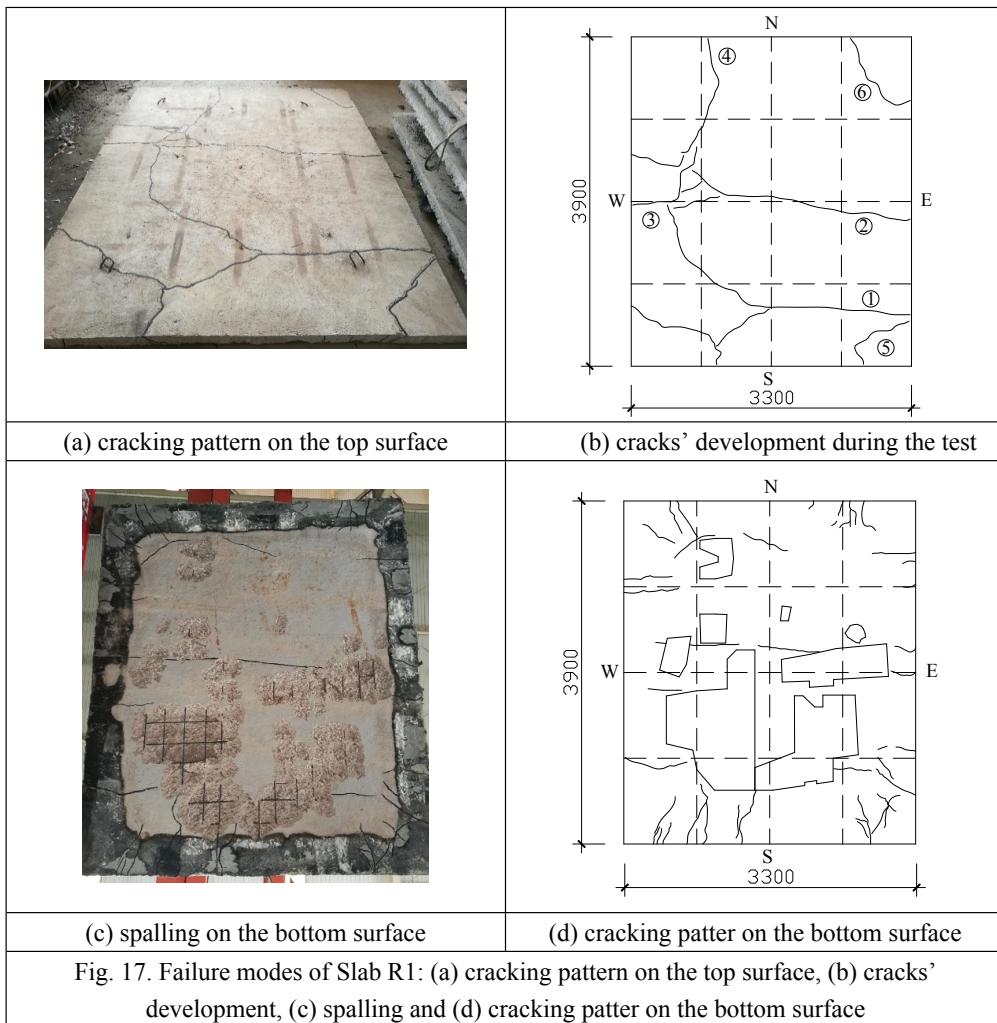 N
④
⑥
3900
W
E
③
②
①
⑤
S
3300
(a) cracking pattern on the top surface
(b) cracks’ development during the test
N
3900
W
E
S
3300
(c) spalling on the bottom surface
(d) cracking patter on the bottom surface
Fig. 17. Failure modes of Slab R1: (a) cracking pattern on the top surface, (b) cracks’
development, (c) spalling and (d) cracking patter on the bottom surface